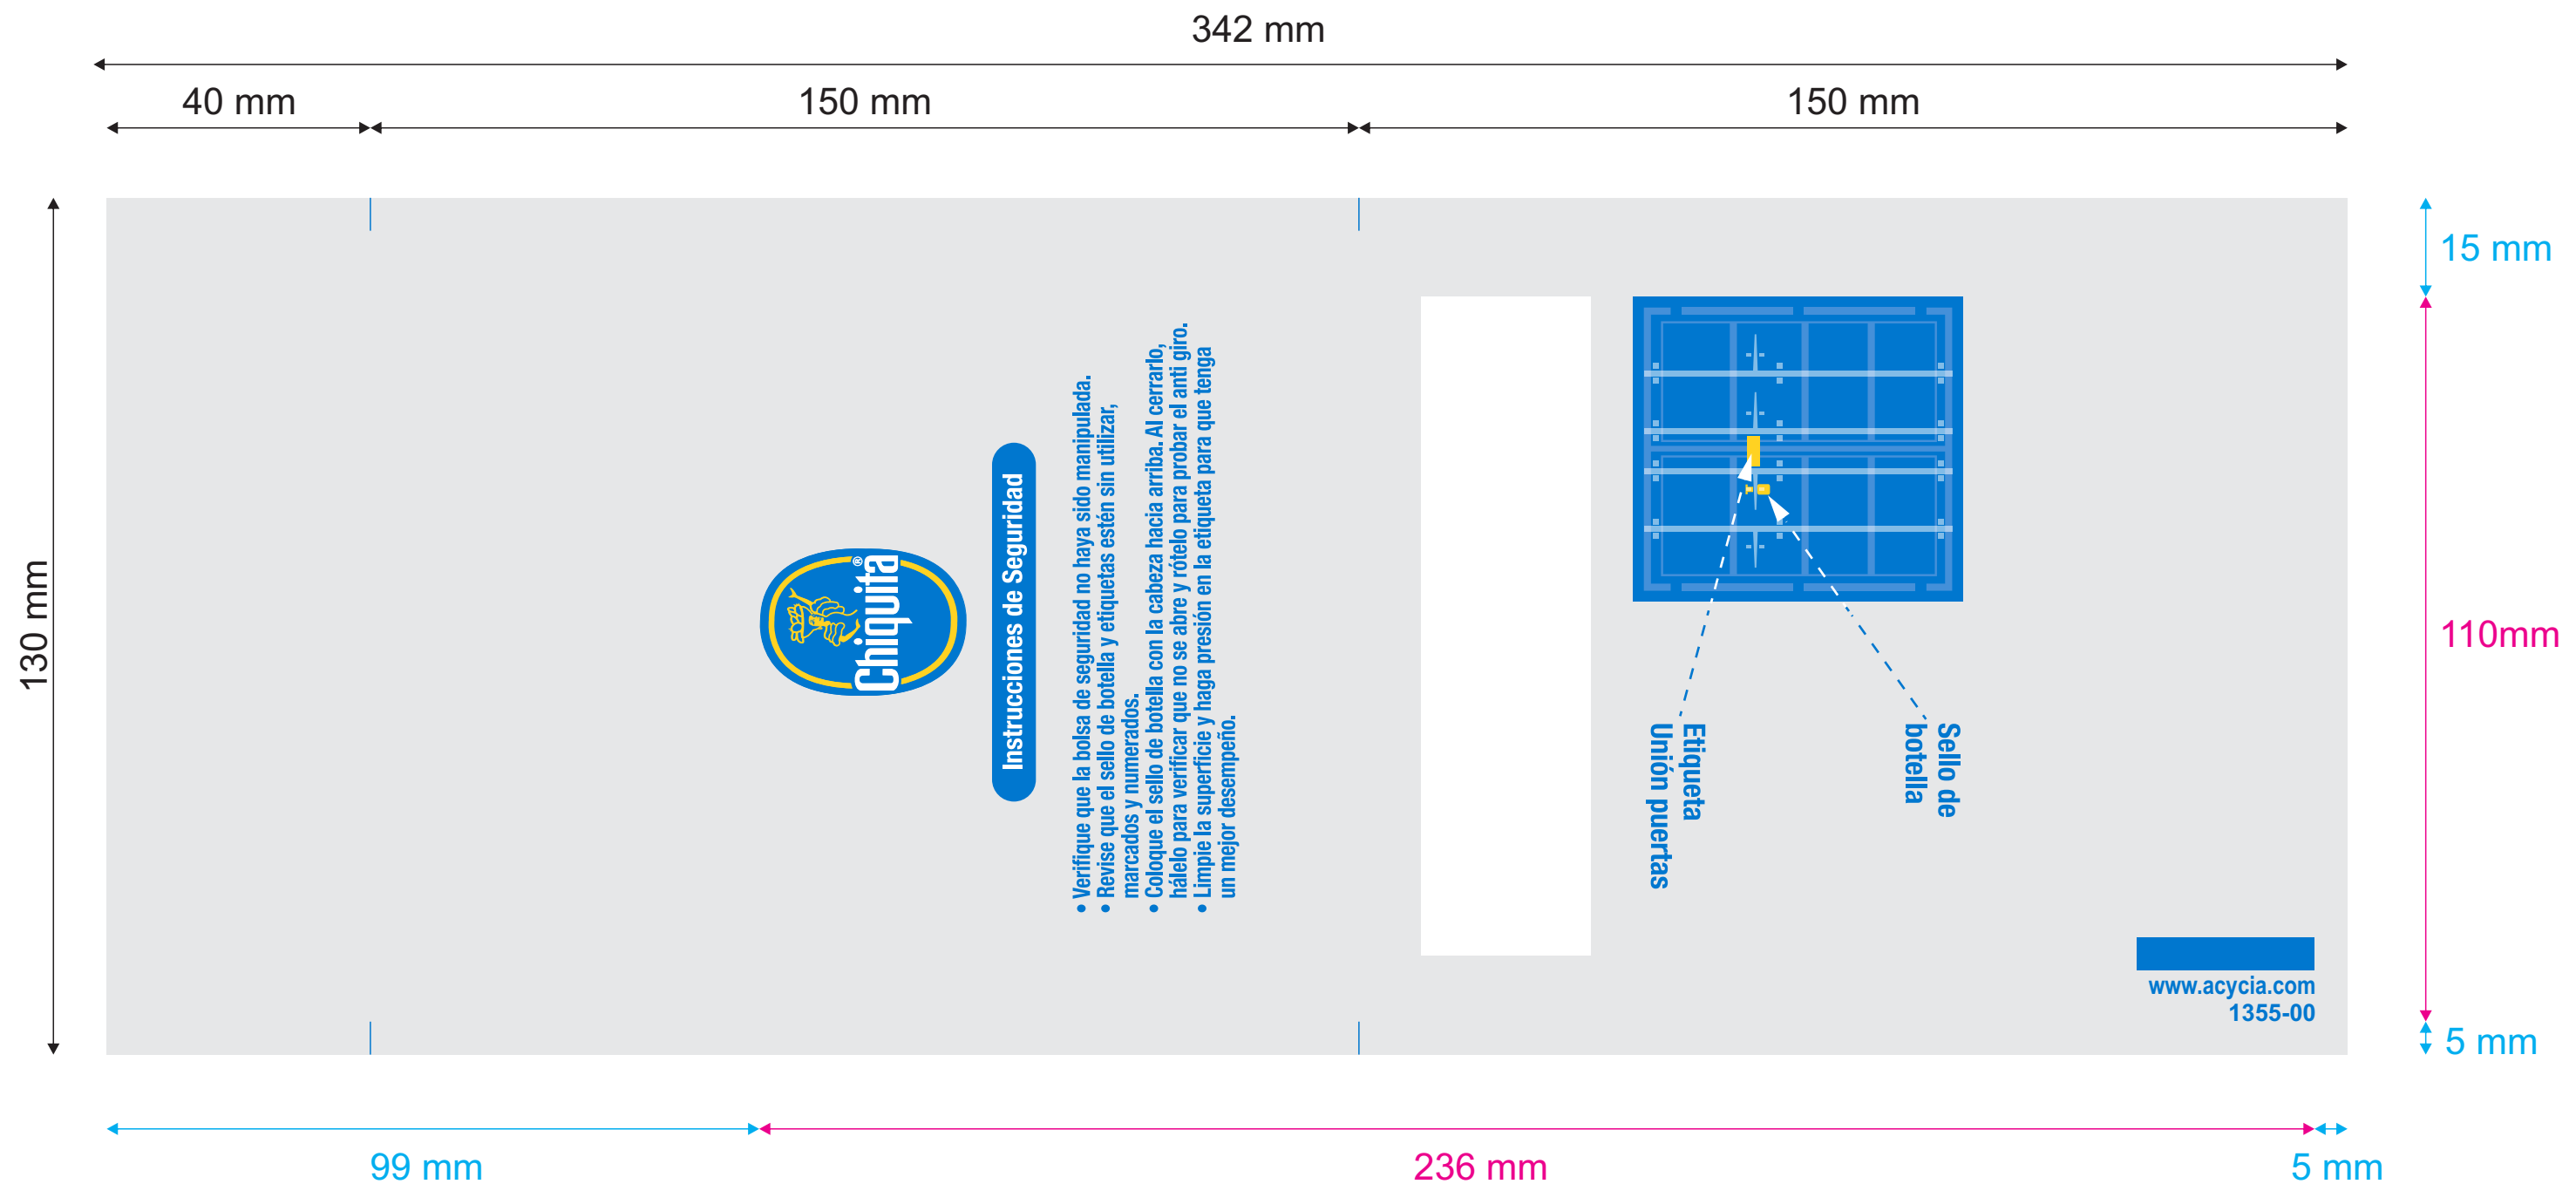 342 mm
40 mm
150 mm
150 mm
130 mm
15 mm
110mm
5 mm
Chiquita®
Instrucciones de Seguridad
• Verifique que la bolsa de seguridad no haya sido manipulada.
• Revise que el sello de botella y etiquetas estén sin utilizar,
marcados y numerados.
• Coloque el sello de botella con la cabeza hacia arriba. Al cerrarlo,
hálelo para verificar que no se abre y rótelo para probar el anti giro.
• Limpie la superficie y haga presión en la etiqueta para que tenga
un mejor desempeño.
Etiqueta
Unión puertas
Sello de
botella
www.acycia.com
1355-00
99 mm
236 mm
5 mm